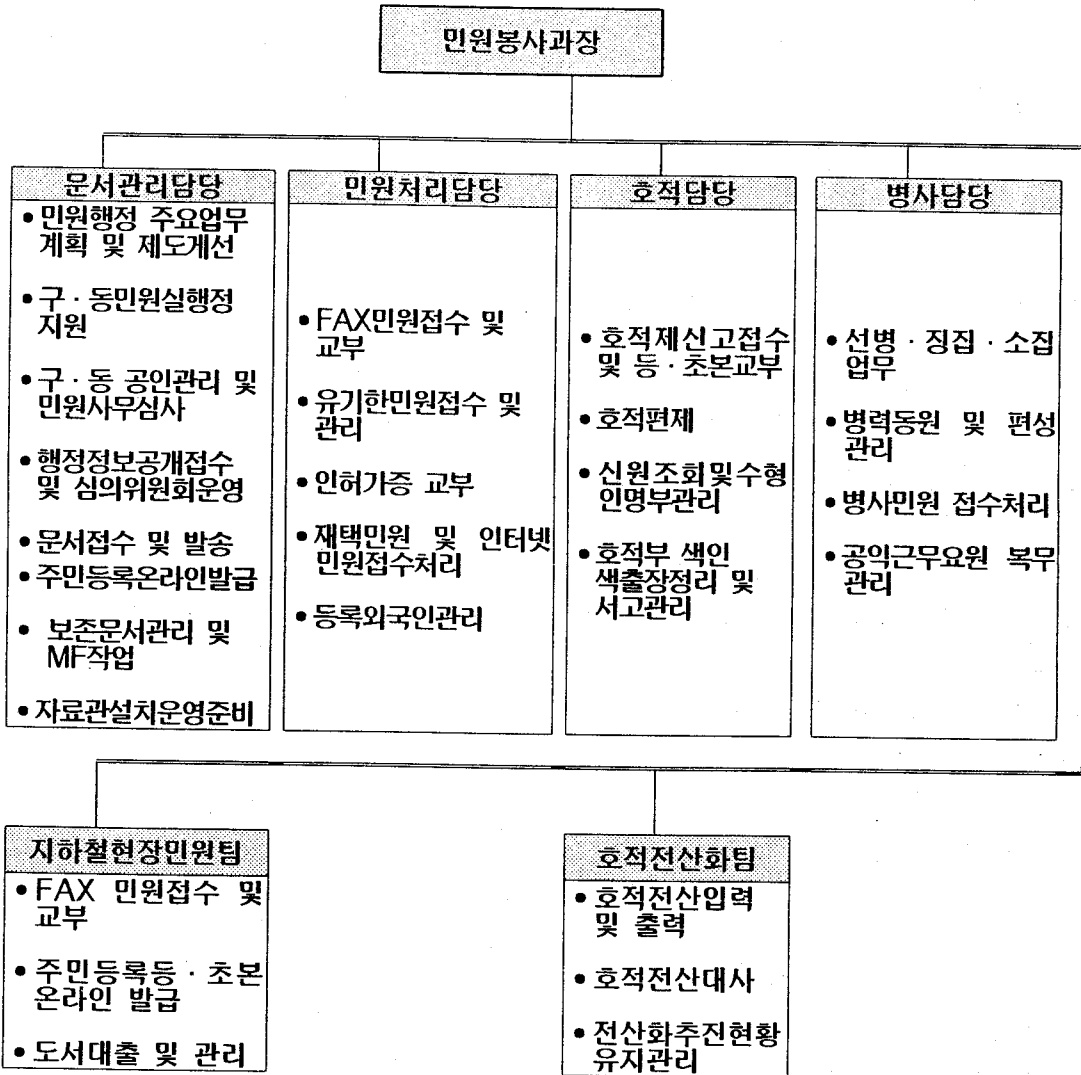 민원봉사과장
문서관리담당
• 민원행정 주요업무
계획 및 제도게선
• 구 · 동민원실행정
지원
• 구 · 동 공인관리 및
민원사무심사
• 행정정보공개접수
및 심의위원회운영
• 문서접수 및 발송
• 주민등록온라인발급
• 보존문서관리 및
MF작업
• 자료관설치운영준비
민원처리담당
• FAX민원접수 및
교부
• 유기한민원접수 및
관리
• 인허가증 교부
• 재택민원 및 인터넷
민원접수처리
• 등록외국인관리
호적담당
• 호적제신고접수
및 등 · 초본교부
• 호적편제
• 신원조회및수형
인명부관리
• 호적부 색인
색출장정리 및
서고관리
병사담당
• 선병 · 징집 · 소집
업무
• 병력동원 및 편성
관리
• 병사민원 접수처리
• 공익근무요원 복무
관리
지하철현장민원팀
• FAX 민원접수 및
교부
• 주민등록등 · 초본
온라인 발급
• 도서대출 및 관리
호적전산화팀
• 호적전산입력
및 출력
• 호적전산대사
• 전산화추진현황
유지관리